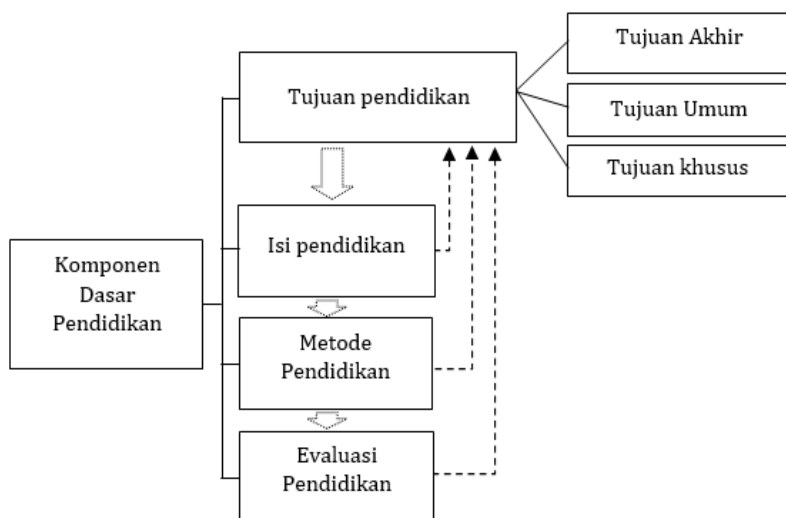 Tujuan Akhir
Tujuan pendidikan
Tujuan Umum
Tujuan khusus
Isi pendidikan
Komponen
Dasar
Pendidikan
Metode
Pendidikan
Evaluasi
Pendidikan